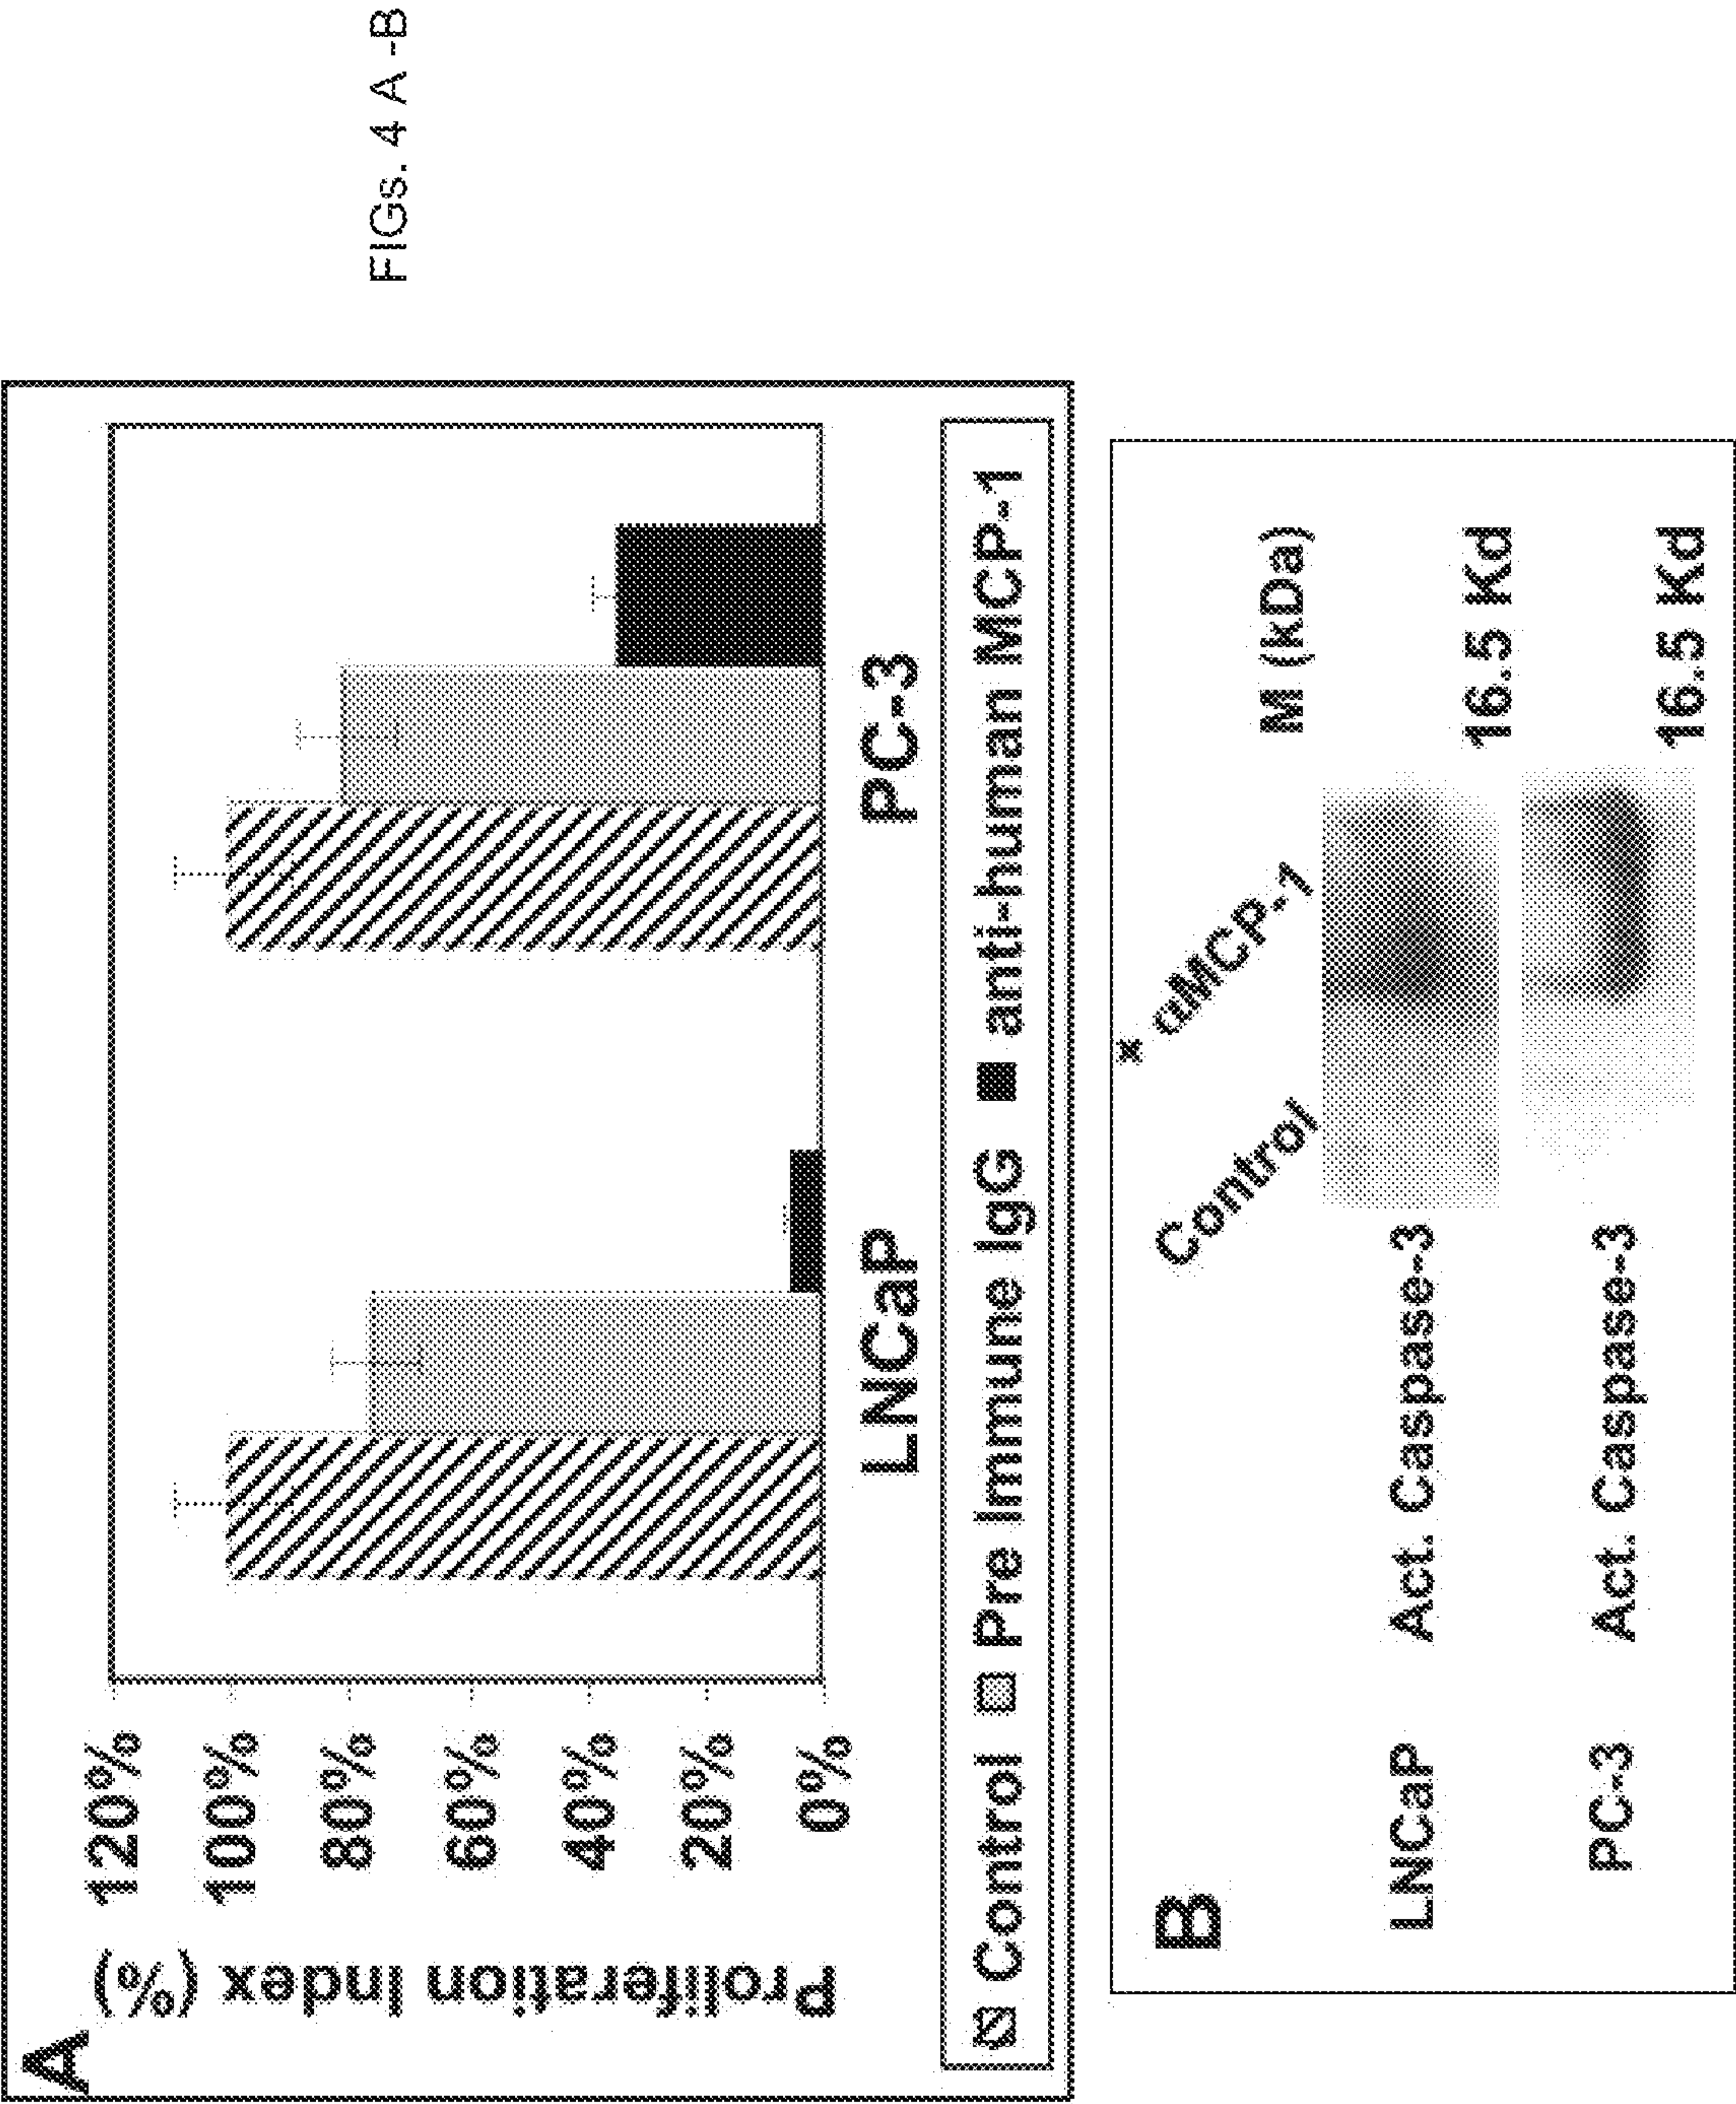 FIGs. 4 A -B
A
Proliferation Index (%)
120%
100%
80%
60%
40%
20%
0%
LNCaP PC-3
Control Pre Immune IgG anti-human MCP-1
B
Control x αMCP-1 M (kDa)
LNCaP Act. Caspase-3 16.5 Kd
PC-3 Act. Caspase-3 16.5 Kd